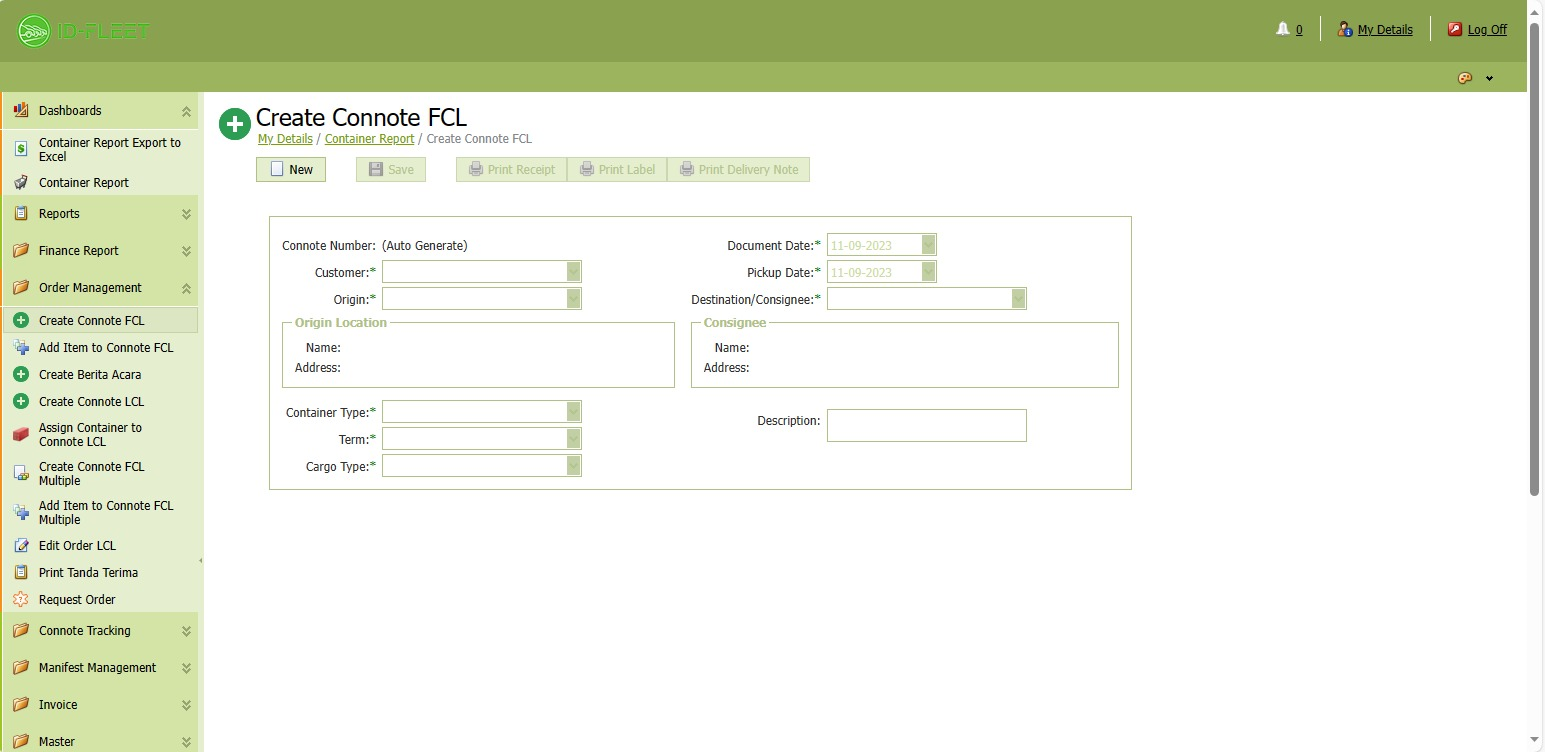 ID-FLEET
0
My Details
Log Off
Dashboards
Container Report Export to
Excel
Container Report
Reports
Finance Report
Order Management
Create Connote FCL
Add Item to Connote FCL
Create Berita Acara
Create Connote LCL
Assign Container to
Connote LCL
Create Connote FCL
Multiple
Add Item to Connote FCL
Multiple
Edit Order LCL
Print Tanda Terima
Request Order
Connote Tracking
Manifest Management
Invoice
Master
Create Connote FCL
My Details / Container Report / Create Connote FCL
New
Save
Print Receipt
Print Label
Print Delivery Note
Connote Number: (Auto Generate)
Document Date:* 11-09-2023
Customer:*
Pickup Date:* 11-09-2023
Origin:*
Destination/Consignee:*
Origin Location
Name:
Address:
Consignee
Name:
Address:
Container Type:*
Description:
Term:*
Cargo Type:*